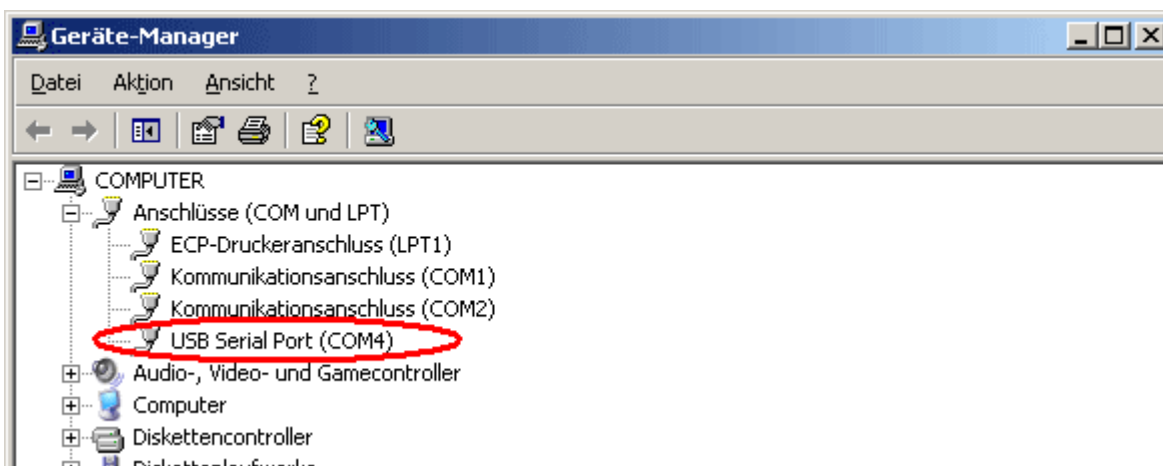 Geräte-Manager
Datei Aktion Ansicht ?
COMPUTER
Anschlüsse (COM und LPT)
ECP-Druckeranschluss (LPT1)
Kommunikationsanschluss (COM1)
Kommunikationsanschluss (COM2)
USB Serial Port (COM4)
Audio-, Video- und Gamecontroller
Computer
Diskettencontroller
Diskettenlaufwerke